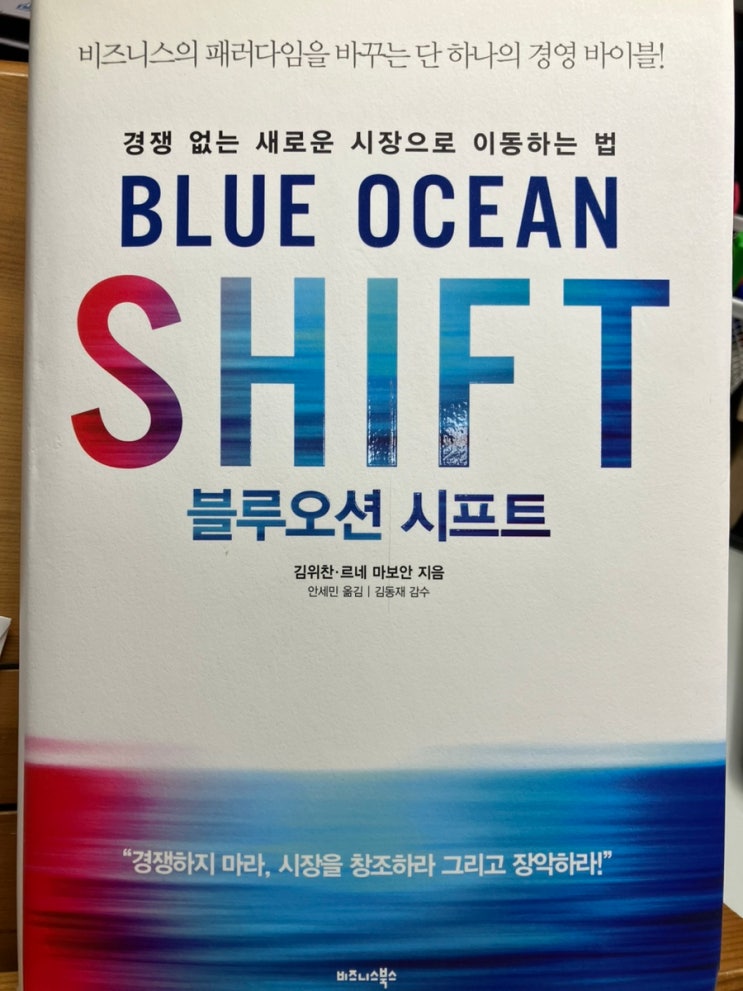 비즈니스의 패러다임을 바꾸는 단 하나의 경영 바이블!
경쟁 없는 새로운 시장으로 이동하는 법
BLUE OCEAN
SHIFT
블루오션 시프트
김위찬·르네 마보안 지음
안세민 옮김 | 김동재 감수
“경쟁하지 마라, 시장을 창조하라 그리고 장악하라!”
비즈니스북스